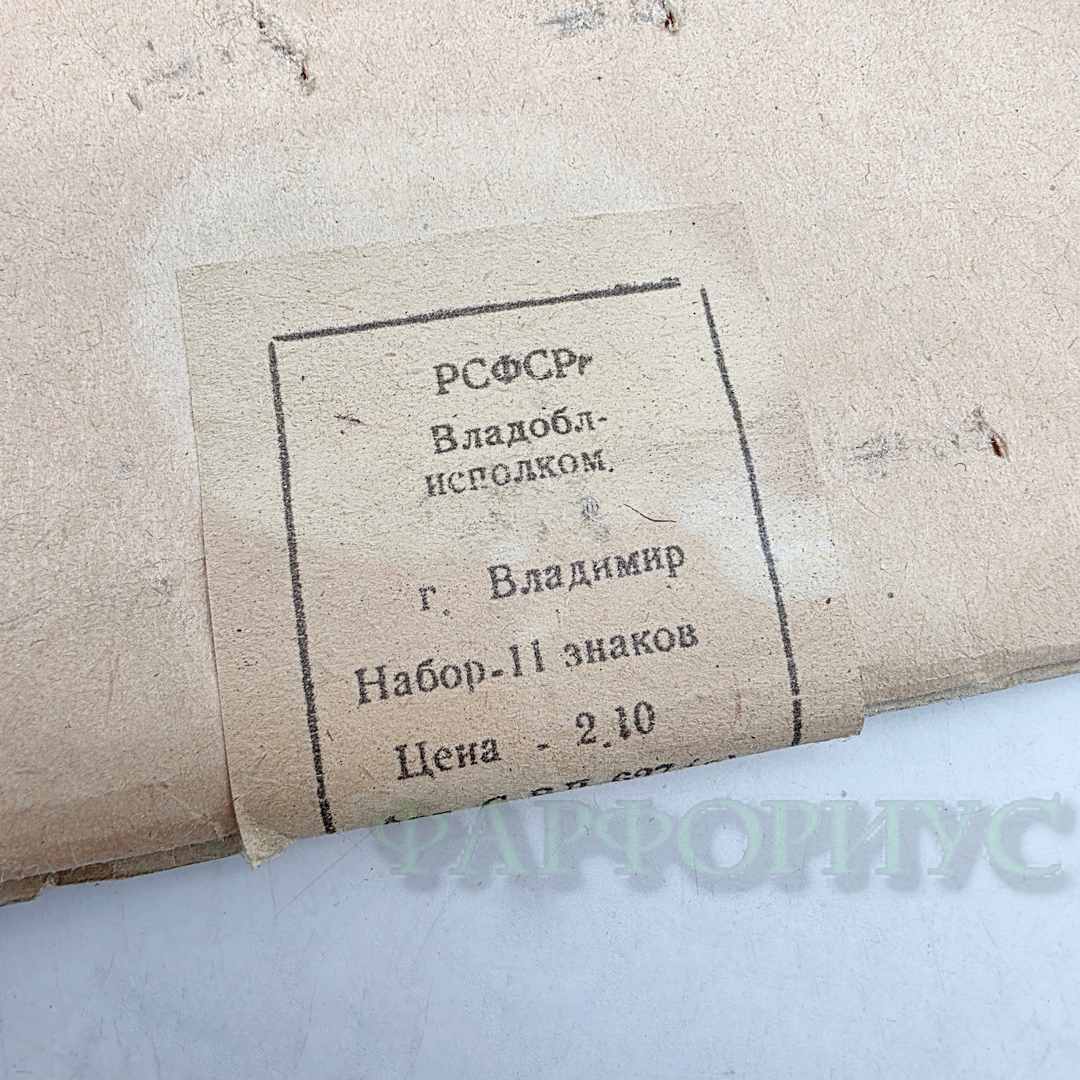 РСФСР
Владобл-
исполком.
г. Владимир
Набор-11 знаков
Цена - 2.10
ФАРФОРИУС